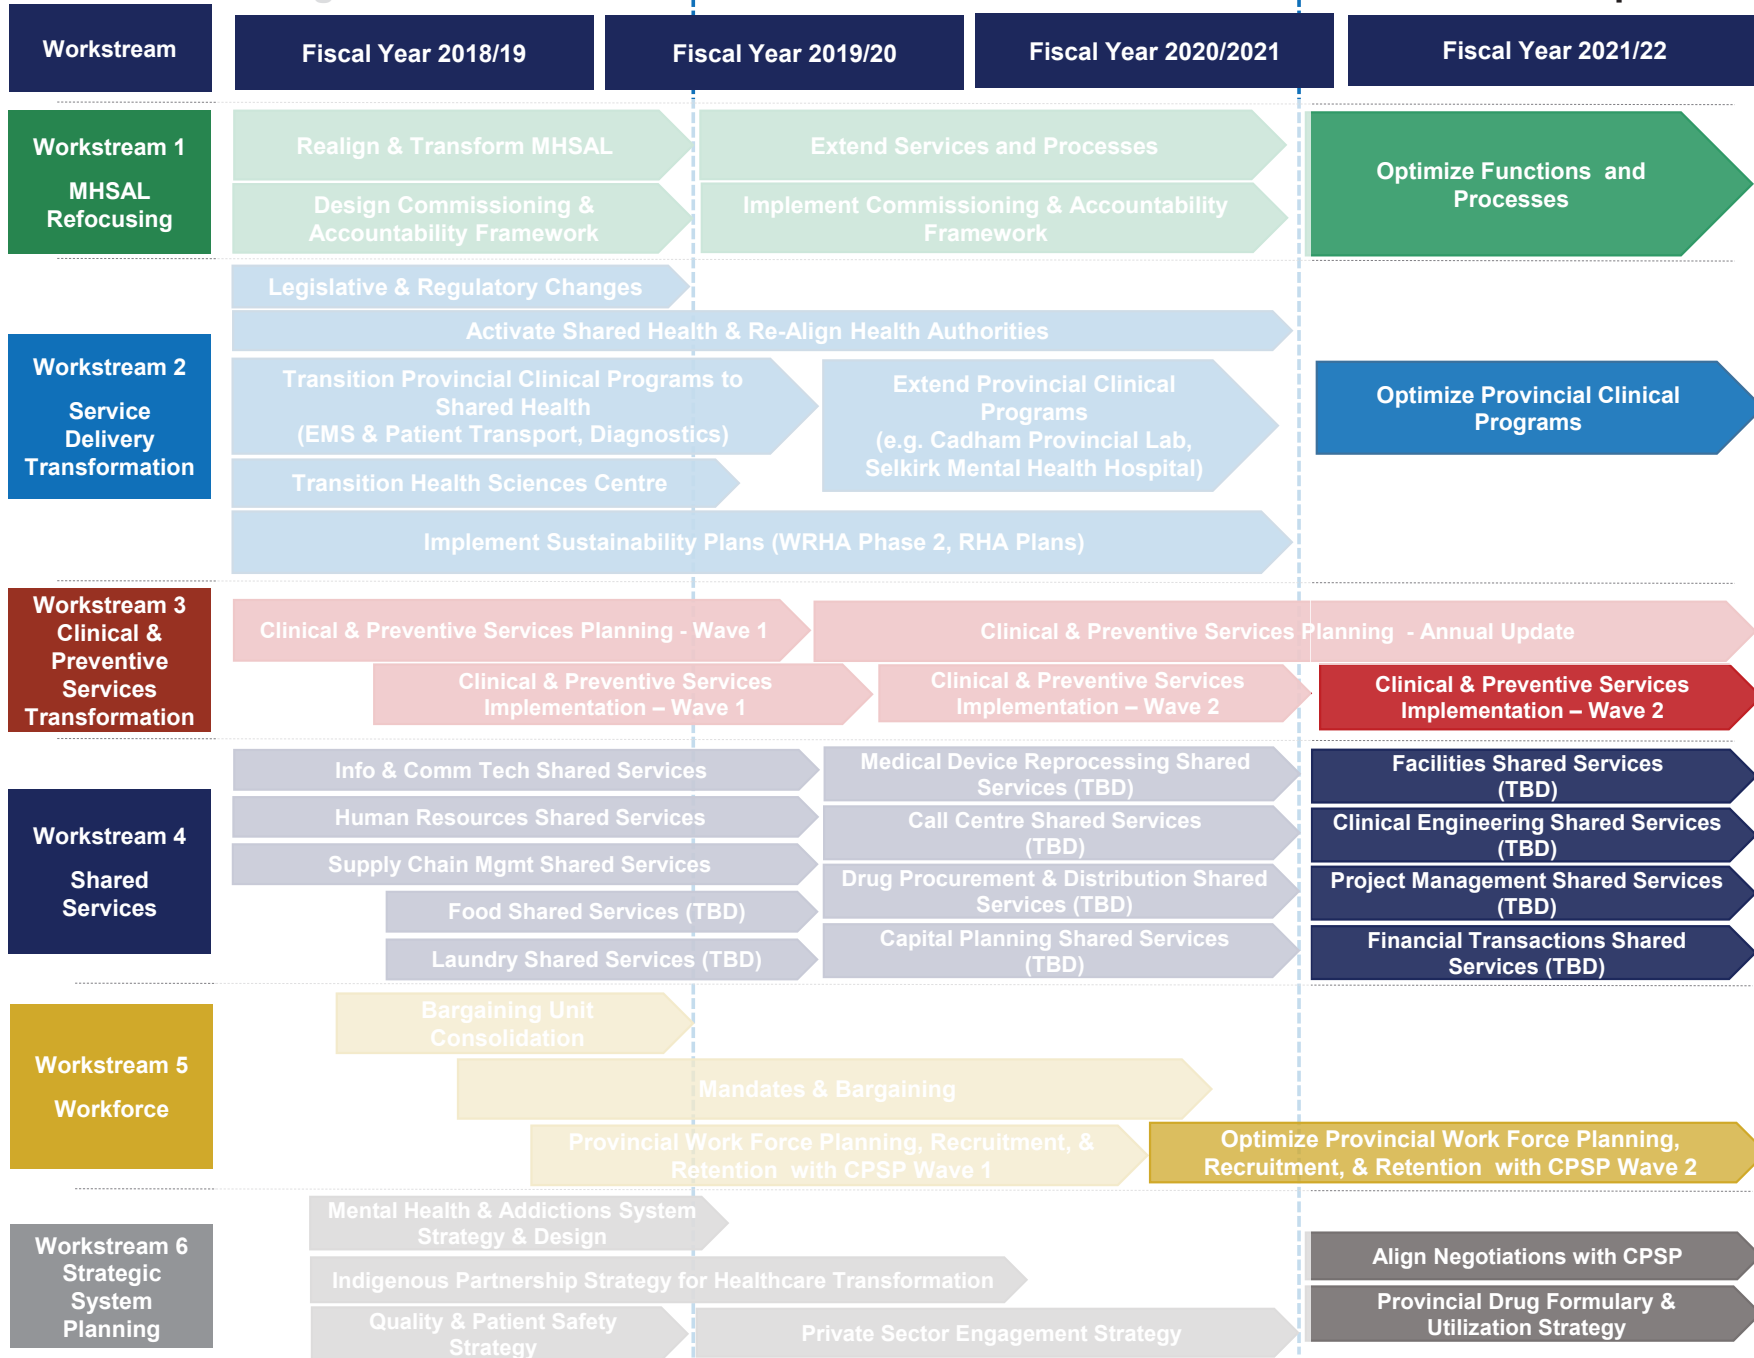 Workstream
Fiscal Year 2018/19
Fiscal Year 2019/20
Fiscal Year 2020/2021
Fiscal Year 2021/22
Workstream 1
MHSAL
Refocusing
Realign & Transform MHSAL
Extend Services and Processes
Design Commissioning &
Accountability Framework
Implement Commissioning & Accountability
Framework
Optimize Functions and
Processes
Workstream 2
Service
Delivery
Transformation
Legislative & Regulatory Changes
Activate Shared Health & Re-Align Health Authorities
Transition Provincial Clinical Programs to
Shared Health
(EMS & Patient Transport, Diagnostics)
Extend Provincial Clinical
Programs
(e.g. Cadham Provincial Lab,
Selkirk Mental Health Hospital)
Optimize Provincial Clinical
Programs
Transition Health Sciences Centre
Implement Sustainability Plans (WRHA Phase 2, RHA Plans)
Workstream 3
Clinical &
Preventive
Services
Transformation
Clinical & Preventive Services Planning - Wave 1
Clinical & Preventive Services Planning - Annual Update
Clinical & Preventive Services
Implementation – Wave 1
Clinical & Preventive Services
Implementation – Wave 2
Clinical & Preventive Services
Implementation – Wave 2
Workstream 4
Shared
Services
Info & Comm Tech Shared Services
Human Resources Shared Services
Supply Chain Mgmt Shared Services
Food Shared Services (TBD)
Laundry Shared Services (TBD)
Medical Device Reprocessing Shared
Services (TBD)
Call Centre Shared Services
(TBD)
Drug Procurement & Distribution Shared
Services (TBD)
Capital Planning Shared Services
(TBD)
Facilities Shared Services
(TBD)
Clinical Engineering Shared Services
(TBD)
Project Management Shared Services
(TBD)
Financial Transactions Shared
Services (TBD)
Workstream 5
Workforce
Bargaining Unit
Consolidation
Mandates & Bargaining
Provincial Work Force Planning, Recruitment, &
Retention with CPSP Wave 1
Optimize Provincial Work Force Planning,
Recruitment, & Retention with CPSP Wave 2
Workstream 6
Strategic
System
Planning
Mental Health & Addictions System
Strategy & Design
Indigenous Partnership Strategy for Healthcare Transformation
Quality & Patient Safety
Strategy
Private Sector Engagement Strategy
Align Negotiations with CPSP
Provincial Drug Formulary &
Utilization Strategy